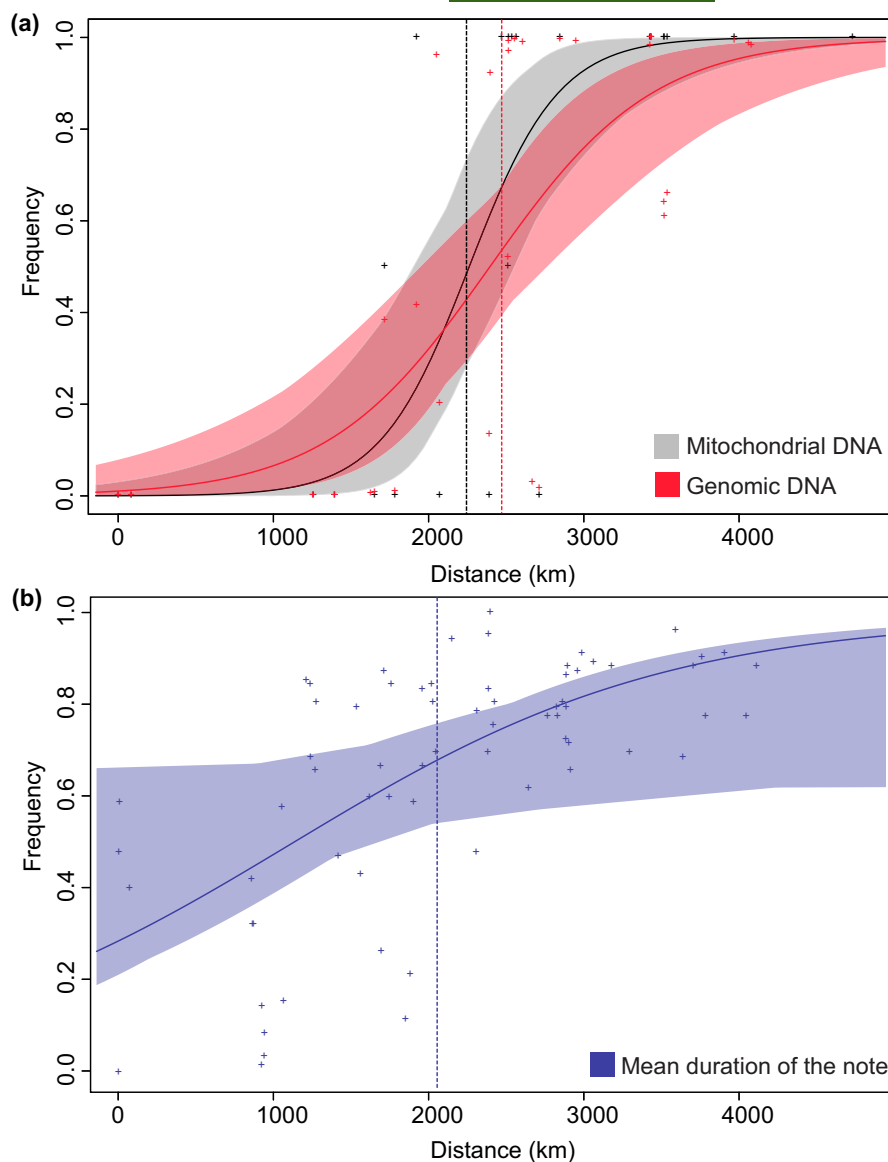 (a)
1.0
0.8
0.6
0.4
0.2
0.0
Frequency
Mitochondrial DNA
Genomic DNA
0 1000 2000 3000 4000
Distance (km)
(b)
1.0
0.8
0.6
0.4
0.2
0.0
Frequency
Mean duration of the note
0 1000 2000 3000 4000
Distance (km)